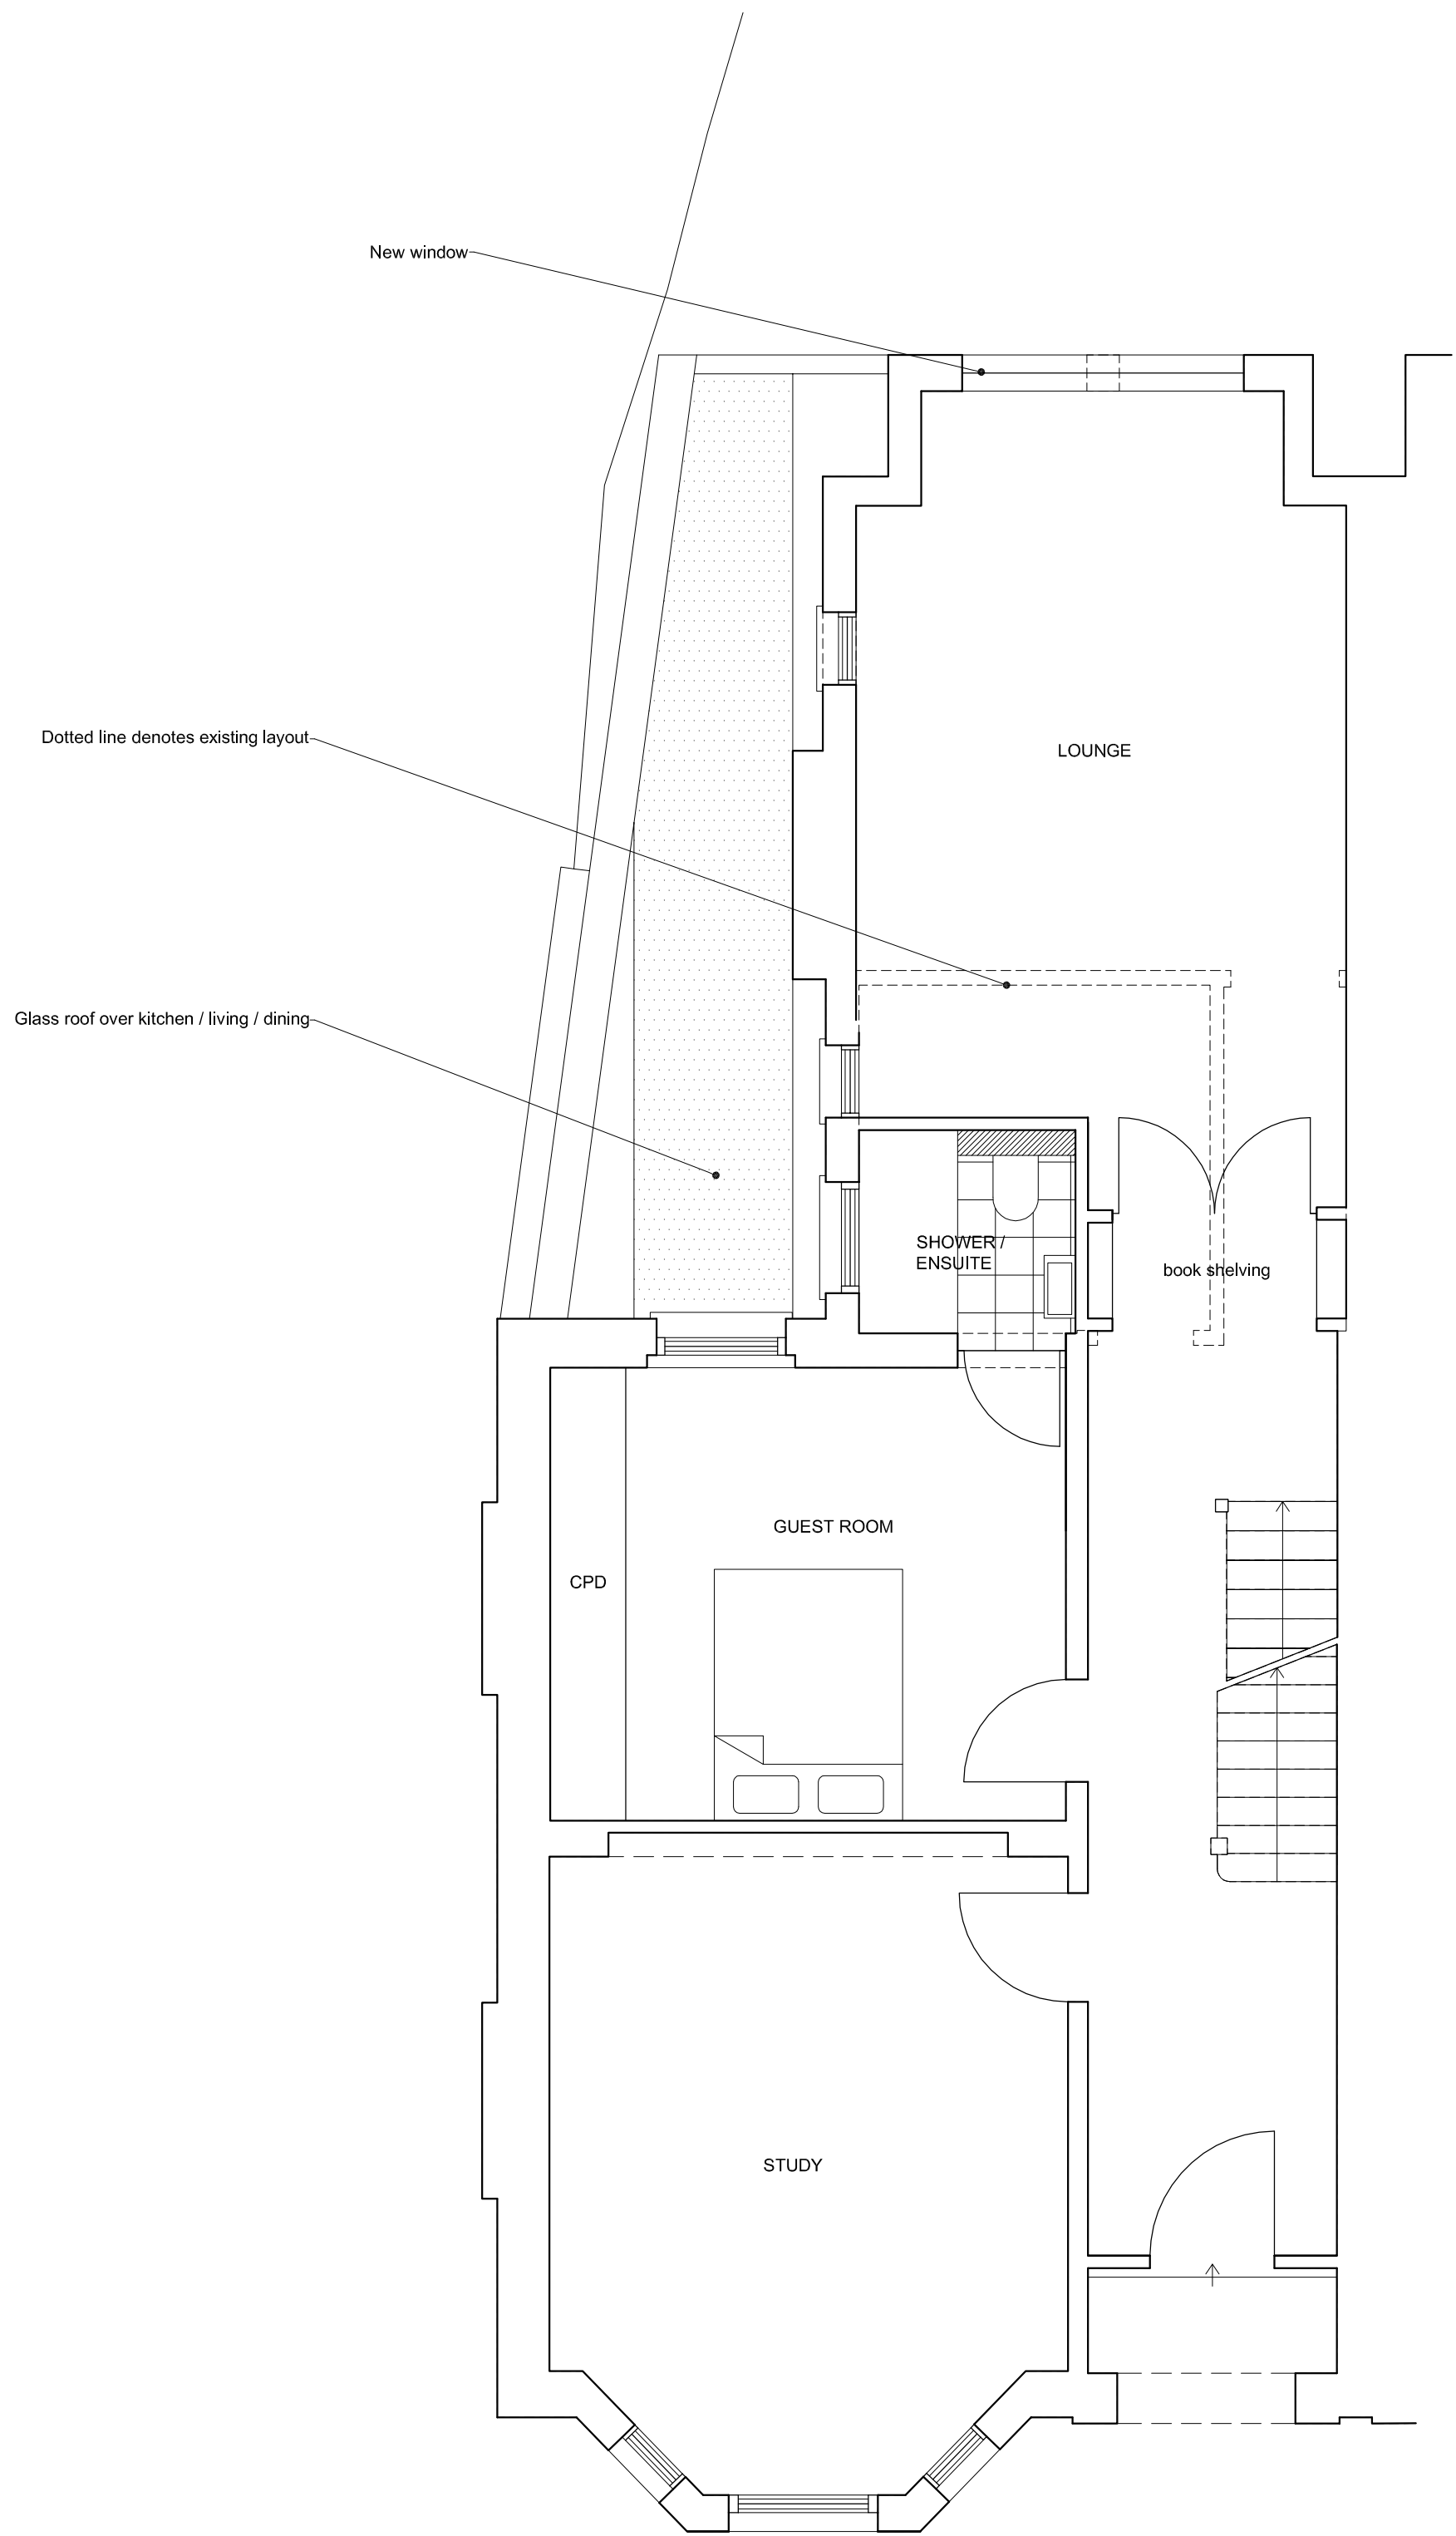 New window
Dotted line denotes existing layout
LOUNGE
Glass roof over kitchen / living / dining
SHOWER /
ENSUITE
book shelving
GUEST ROOM
CPD
STUDY